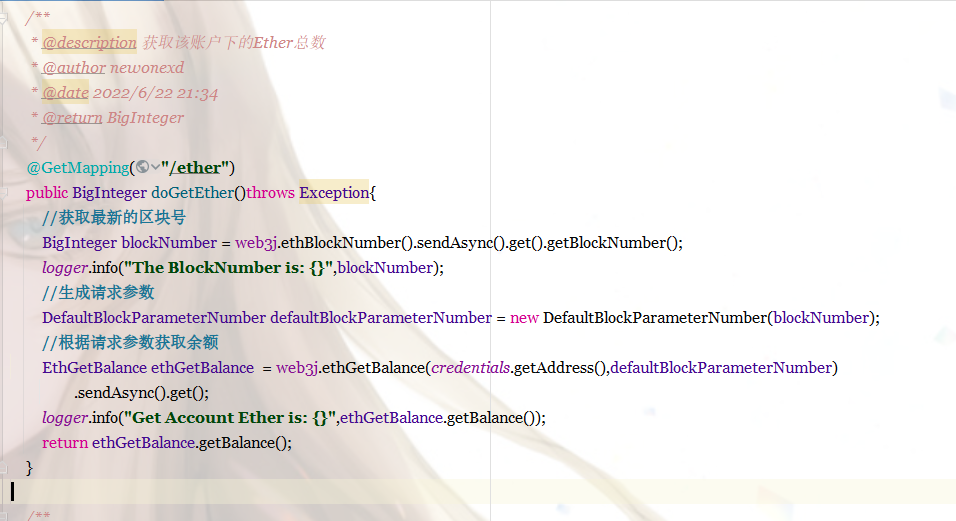 /**
 * @description 获取该账户下的Ether总数
 * @author newonexd
 * @date 2022/6/22 21:34
 * @return BigInteger
 */
@GetMapping("/ether")
public BigInteger doGetEther()throws Exception{
    //获取最新的区块号
    BigInteger blockNumber = web3j.ethBlockNumber().sendAsync().get().getBlockNumber();
    logger.info("The BlockNumber is: {}",blockNumber);
    //生成请求参数
    DefaultBlockParameterNumber defaultBlockParameterNumber = new DefaultBlockParameterNumber(blockNumber);
    //根据请求参数获取余额
    EthGetBalance ethGetBalance  = web3j.ethGetBalance(credentials.getAddress(),defaultBlockParameterNumber)
            .sendAsync().get();
    logger.info("Get Account Ether is: {}",ethGetBalance.getBalance());
    return ethGetBalance.getBalance();
}
/**